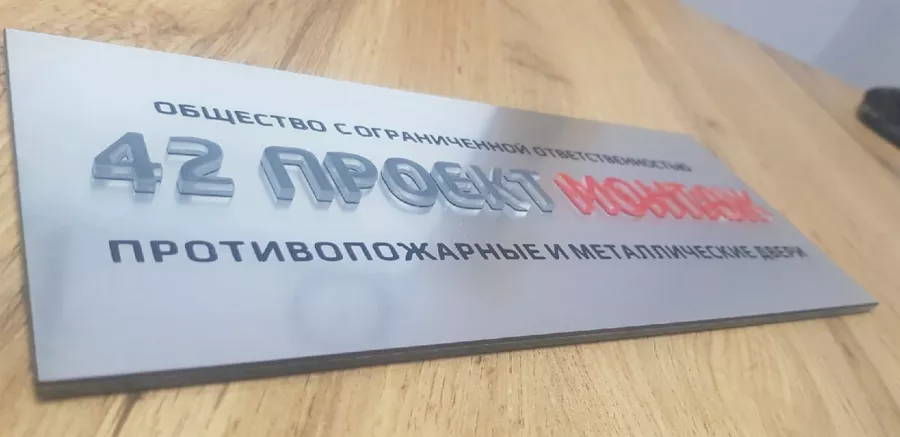 ОБЩЕСТВО С ОГРАНИЧЕННОЙ ОТВЕТСТВЕННОСТЬЮ
42 ПРОЕКТ МОНТАЖ
ПРОТИВОПОЖАРНЫЕ И МЕТАЛЛИЧЕСКИЕ ДВЕРИ